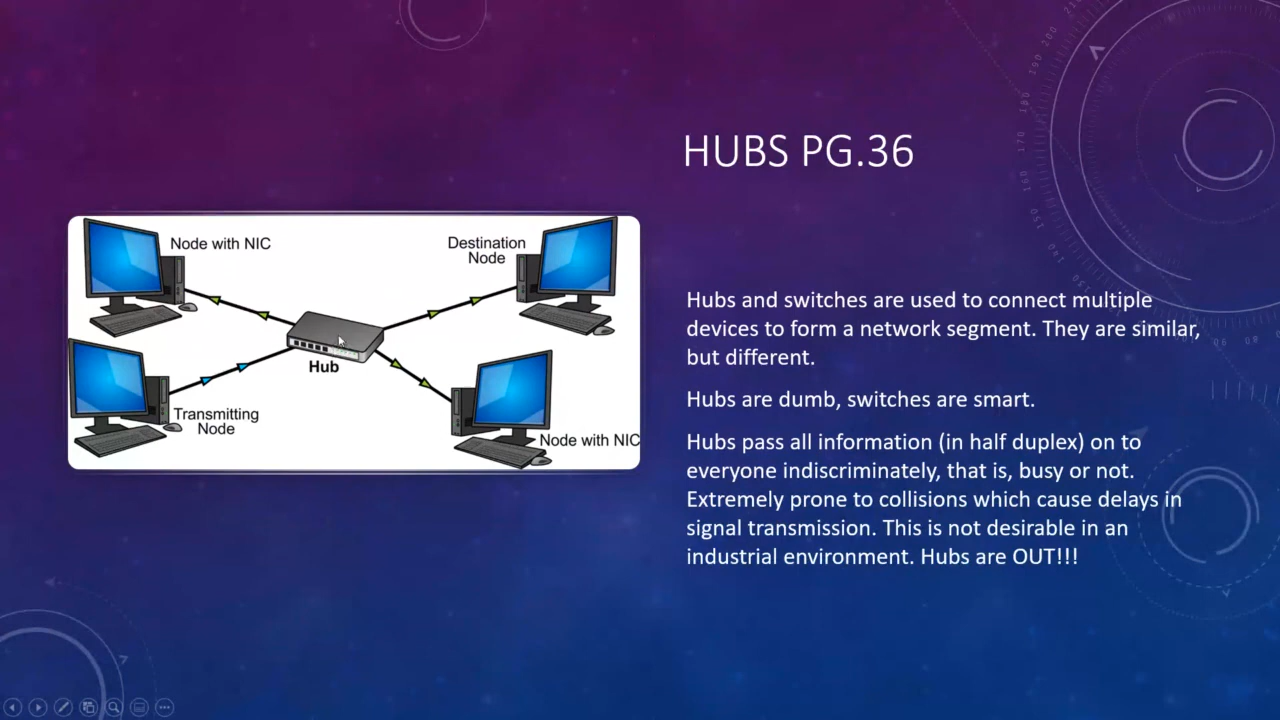 HUBS PG.36
Node with NIC
Destination
Node
Hub
Transmitting
Node
Node with NIC
Hubs and switches are used to connect multiple
devices to form a network segment. They are similar,
but different.
Hubs are dumb, switches are smart.
Hubs pass all information (in half duplex) on to
everyone indiscriminately, that is, busy or not.
Extremely prone to collisions which cause delays in
signal transmission. This is not desirable in an
industrial environment. Hubs are OUT!!!